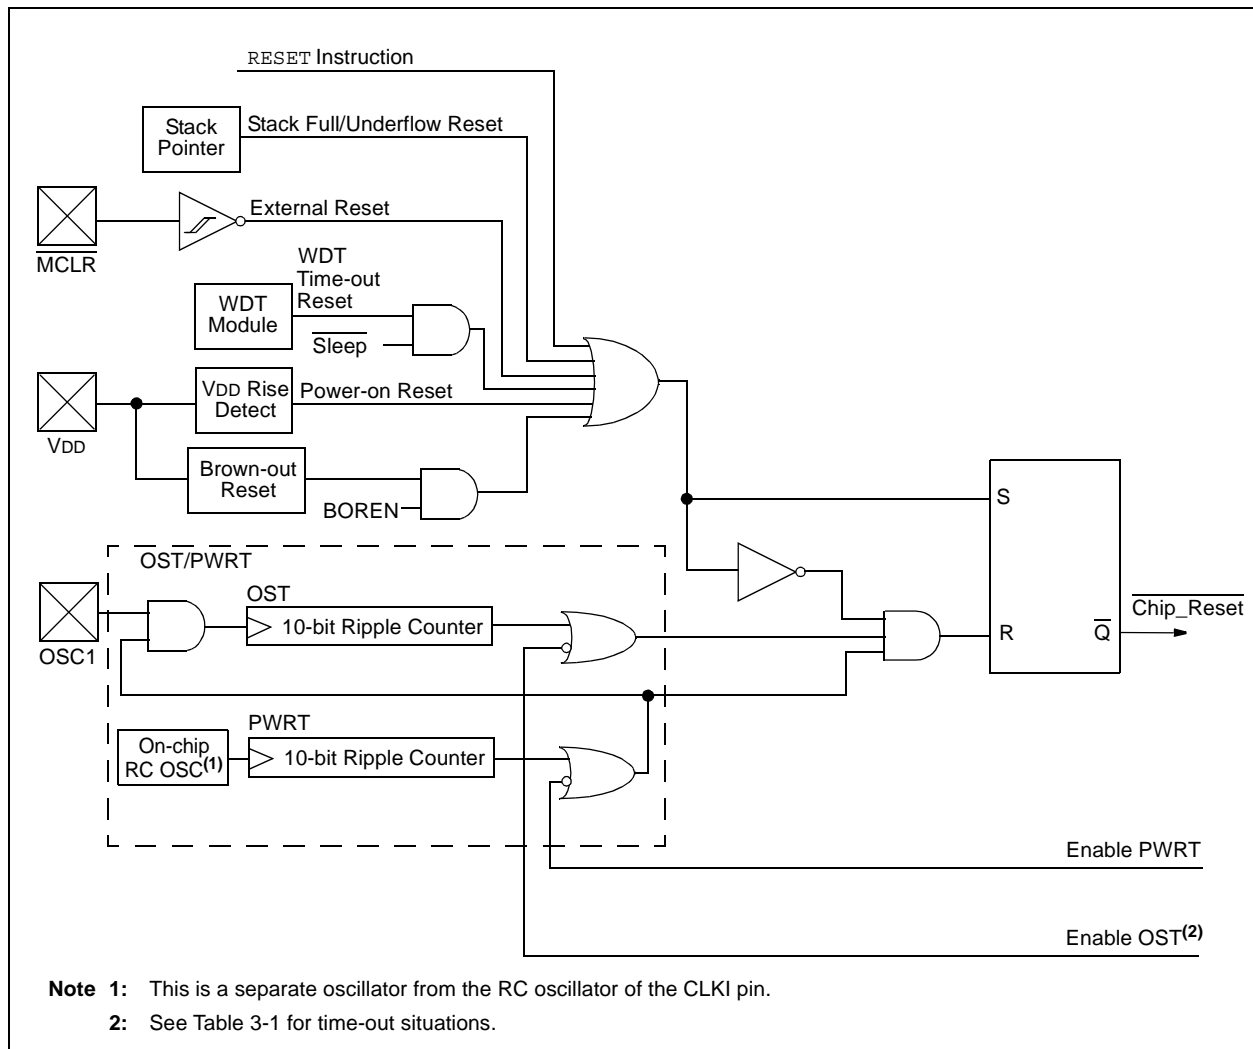 RESET Instruction
Stack
Pointer
Stack Full/Underflow Reset
External Reset
MCLR
WDT
Time-out
Reset
WDT
Module
Sleep
VDD Rise
Detect
Power-on Reset
VDD
Brown-out
Reset
BOREN
S
OST/PWRT
OST
10-bit Ripple Counter
OSC1
Chip_Reset
R
Q
PWRT
On-chip
RC OSC(1)
10-bit Ripple Counter
Enable PWRT
Enable OST(2)
Note 1: This is a separate oscillator from the RC oscillator of the CLKI pin.
2: See Table 3-1 for time-out situations.